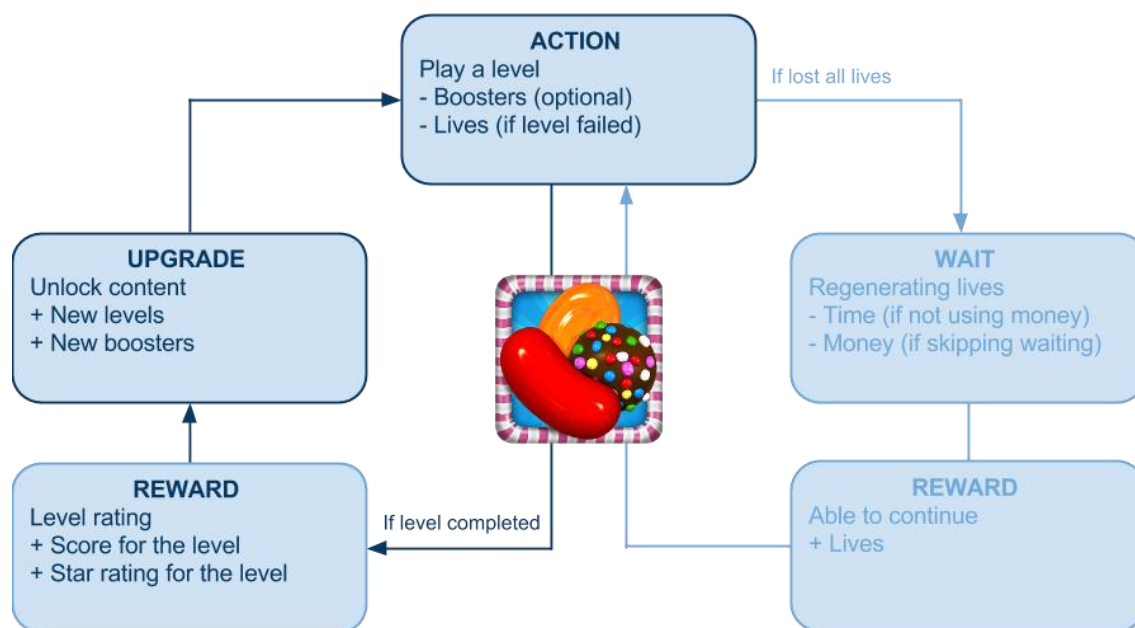 ACTION
Play a level
- Boosters (optional)
- Lives (if level failed)
If lost all lives
UPGRADE
Unlock content
+ New levels
+ New boosters
WAIT
Regenerating lives
- Time (if not using money)
- Money (if skipping waiting)
REWARD
Level rating
+ Score for the level
+ Star rating for the level
If level completed
REWARD
Able to continue
+ Lives